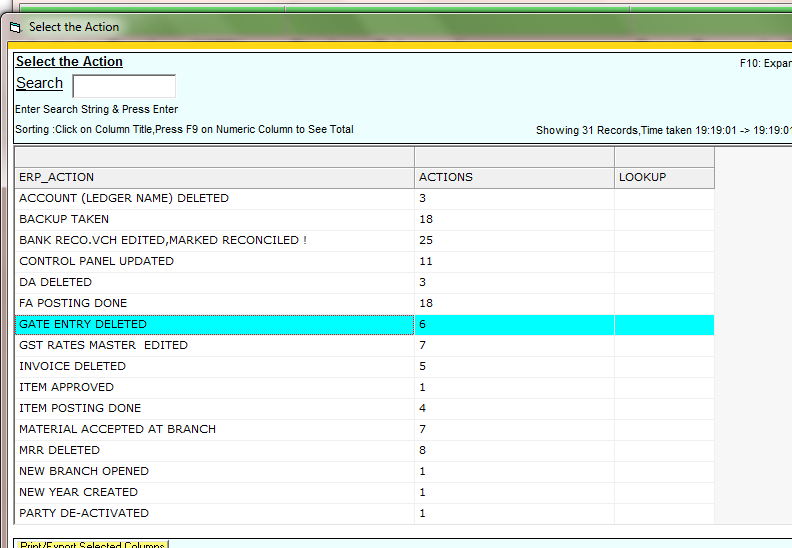 Select the Action
Select the Action
F10: Expan
Search
Enter Search String & Press Enter
Sorting :Click on Column Title,Press F9 on Numeric Column to See Total
Showing 31 Records,Time taken 19:19:01 -> 19:19:01
ERP_ACTION ACTIONS LOOKUP
ACCOUNT (LEDGER NAME) DELETED 3
BACKUP TAKEN 18
BANK RECO.VCH EDITED,MARKED RECONCILED ! 25
CONTROL PANEL UPDATED 11
DA DELETED 3
FA POSTING DONE 18
GATE ENTRY DELETED 6
GST RATES MASTER  EDITED 7
INVOICE DELETED 5
ITEM APPROVED 1
ITEM POSTING DONE 4
MATERIAL ACCEPTED AT BRANCH 7
MRR DELETED 8
NEW BRANCH OPENED 1
NEW YEAR CREATED 1
PARTY DE-ACTIVATED 1
Print/Export Selected Columns